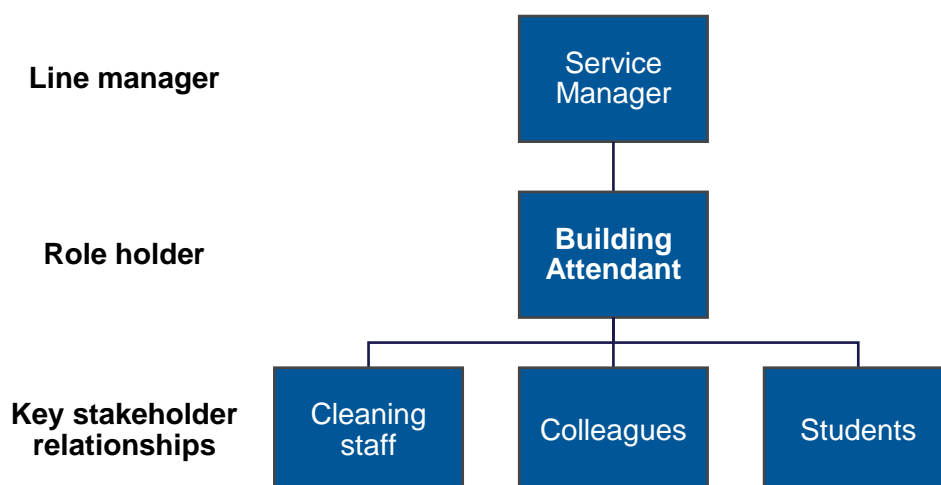 Line manager
Service
Manager
Role holder
Building
Attendant
Key stakeholder
relationships
Cleaning
staff
Colleagues
Students